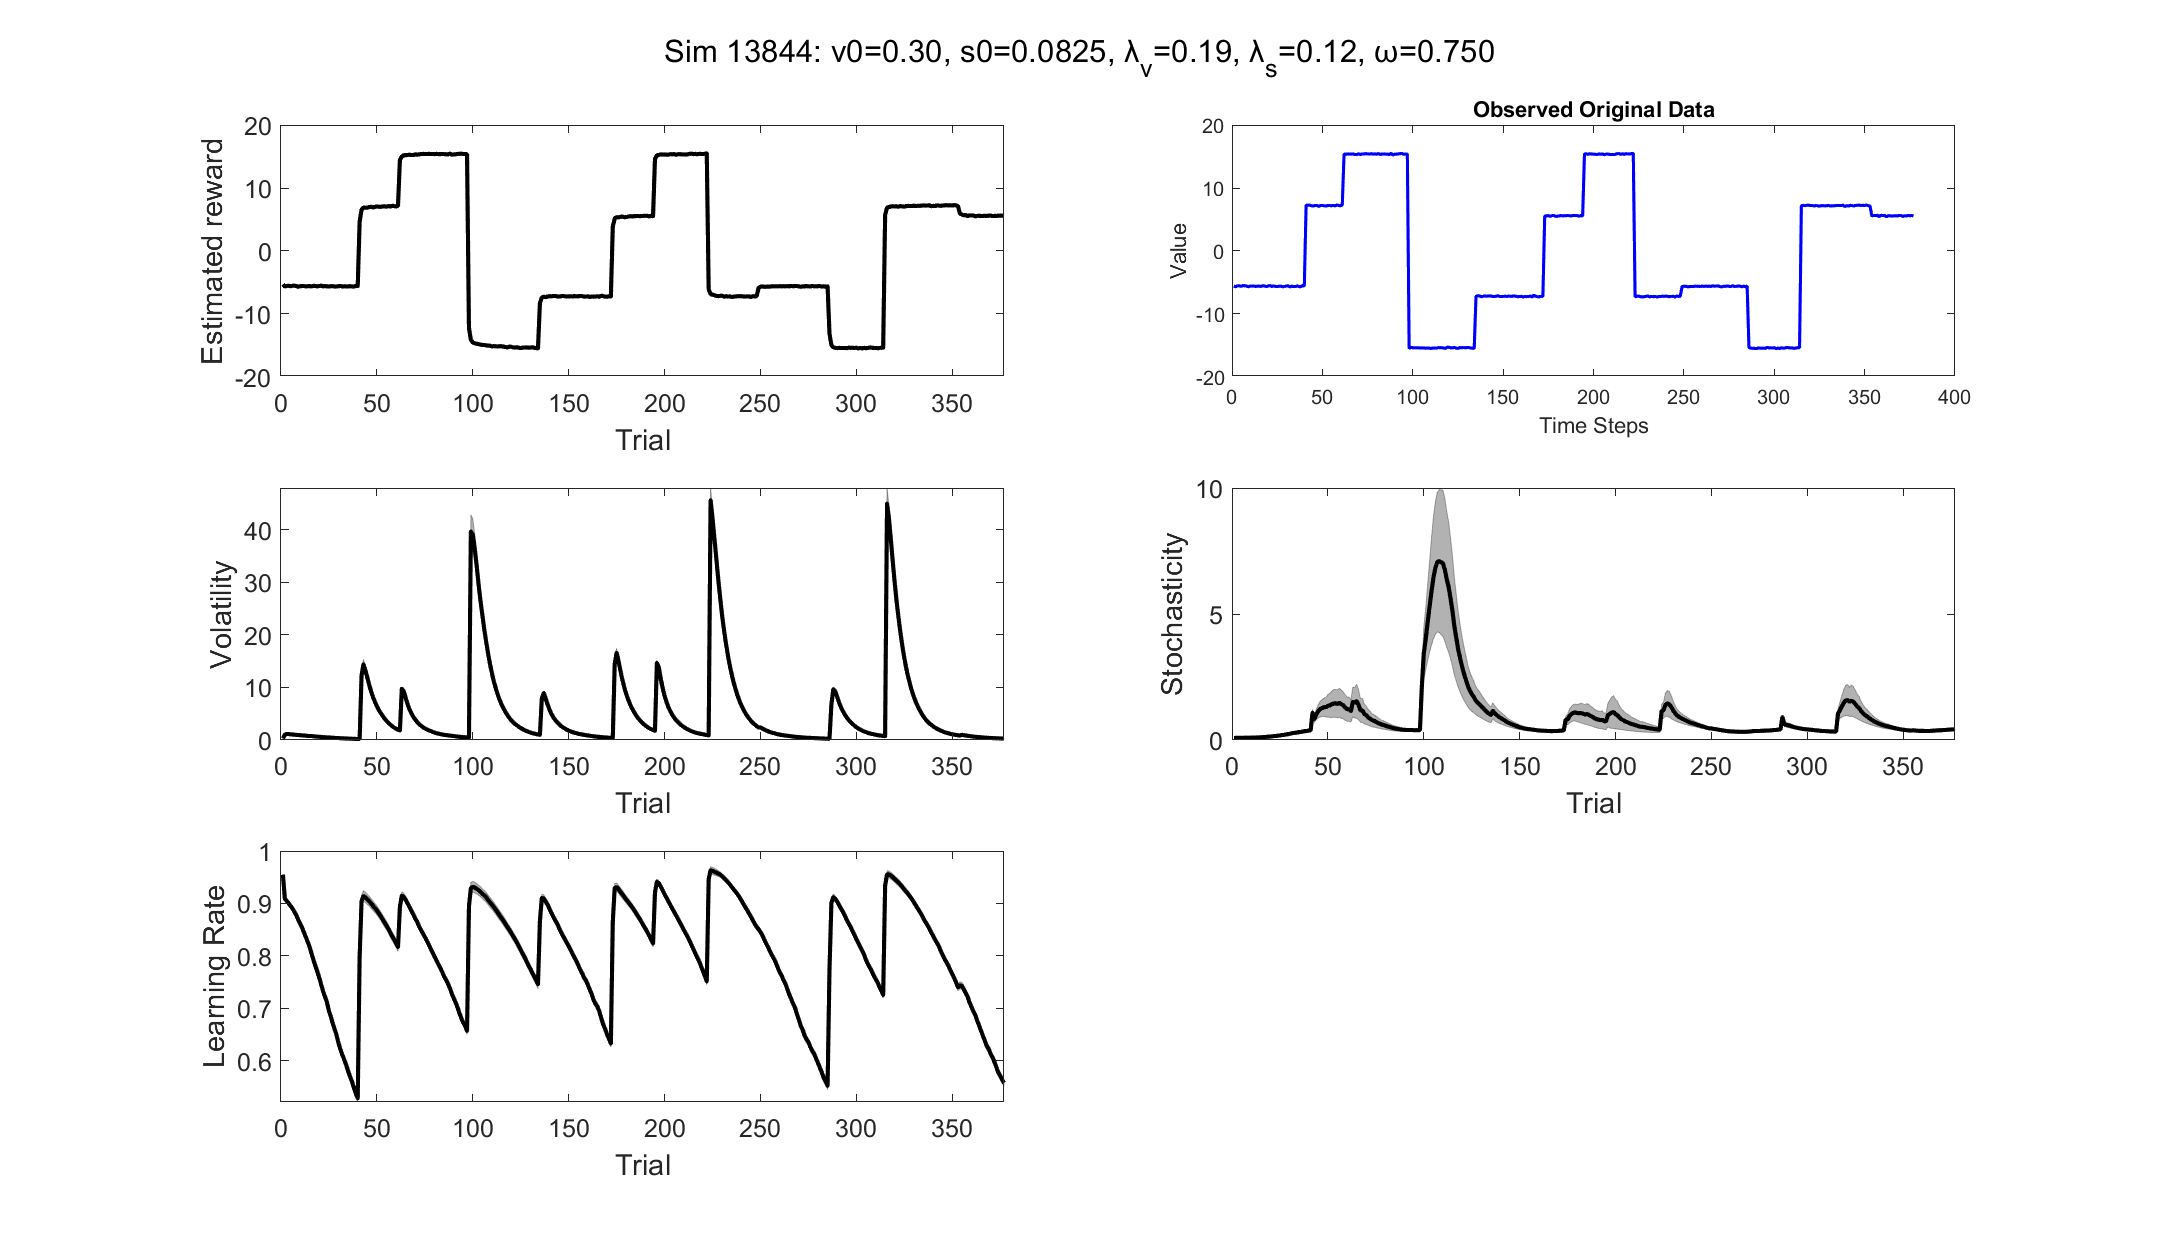 Sim 13844: v0=0.30, s0=0.0825, λv=0.19, λs=0.12, ω=0.750
Estimated reward
20
10
0
-10
-20
0 50 100 150 200 250 300 350
Trial
Observed Original Data
Value
20
10
0
-10
-20
0 50 100 150 200 250 300 350 400
Time Steps
Volatility
40
30
20
10
0
0 50 100 150 200 250 300 350
Trial
Stochasticity
10
5
0
0 50 100 150 200 250 300 350
Trial
Learning Rate
1
0.9
0.8
0.7
0.6
0 50 100 150 200 250 300 350
Trial